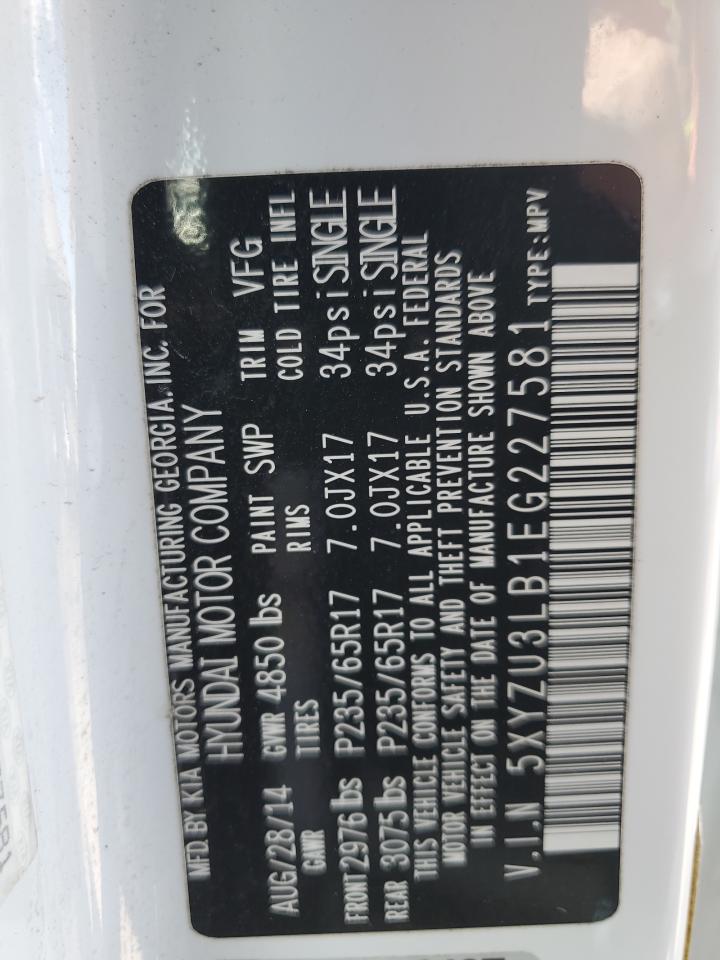 MFD. BY KIA MOTORS MANUFACTURING GEORGIA, INC. FOR
HYUNDAI MOTOR COMPANY
AUG/28/14 GVWR 4850 lbs PAINT SWP TRIM VFG
GAWR TIRES RIMS COLD TIRE INFL
FRONT 2976 lbs P235/65R17 7.0JX17 34psi SINGLE
REAR 3075 lbs P235/65R17 7.0JX17 34psi SINGLE
THIS VEHICLE CONFORMS TO ALL APPLICABLE U.S.A. FEDERAL
MOTOR VEHICLE SAFETY AND THEFT PREVENTION STANDARDS
IN EFFECT ON THE DATE OF MANUFACTURE SHOWN ABOVE
V.I.N 5XYZU3LB1EG227581 TYPE:MPV